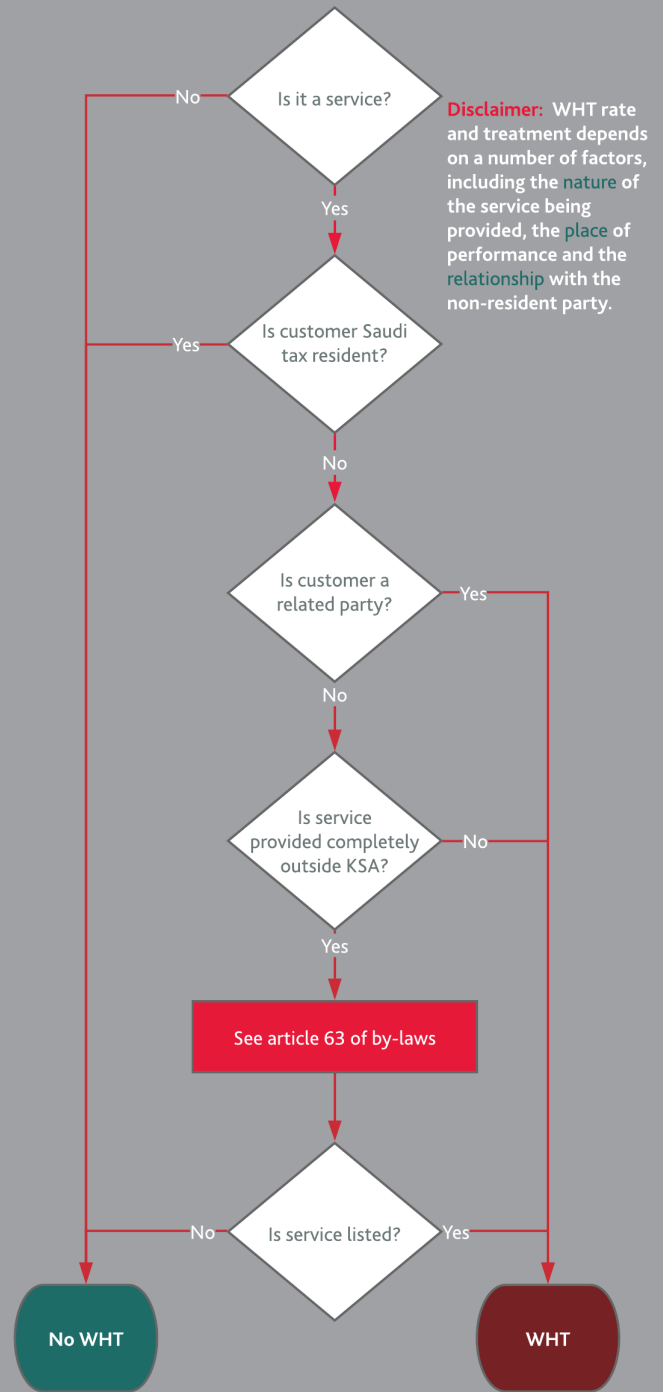 Is it a service?
No
Disclaimer: WHT rate
and treatment depends
on a number of factors,
including the nature of
the service being
provided, the place of
performance and the
relationship with the
non-resident party.
Yes
Is customer Saudi
tax resident?
Yes
No
Is customer a
related party?
Yes
No
Is service
provided completely
outside KSA?
No
Yes
See article 63 of by-laws
Is service listed?
No
Yes
No WHT
WHT